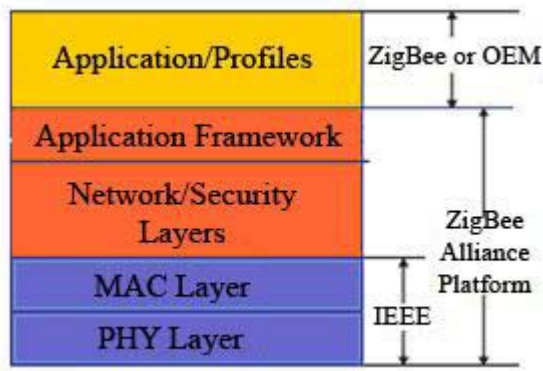 Application/Profiles
ZigBee or OEM
Application Framework
Network/Security
Layers
ZigBee
Alliance
Platform
MAC Layer
IEEE
PHY Layer